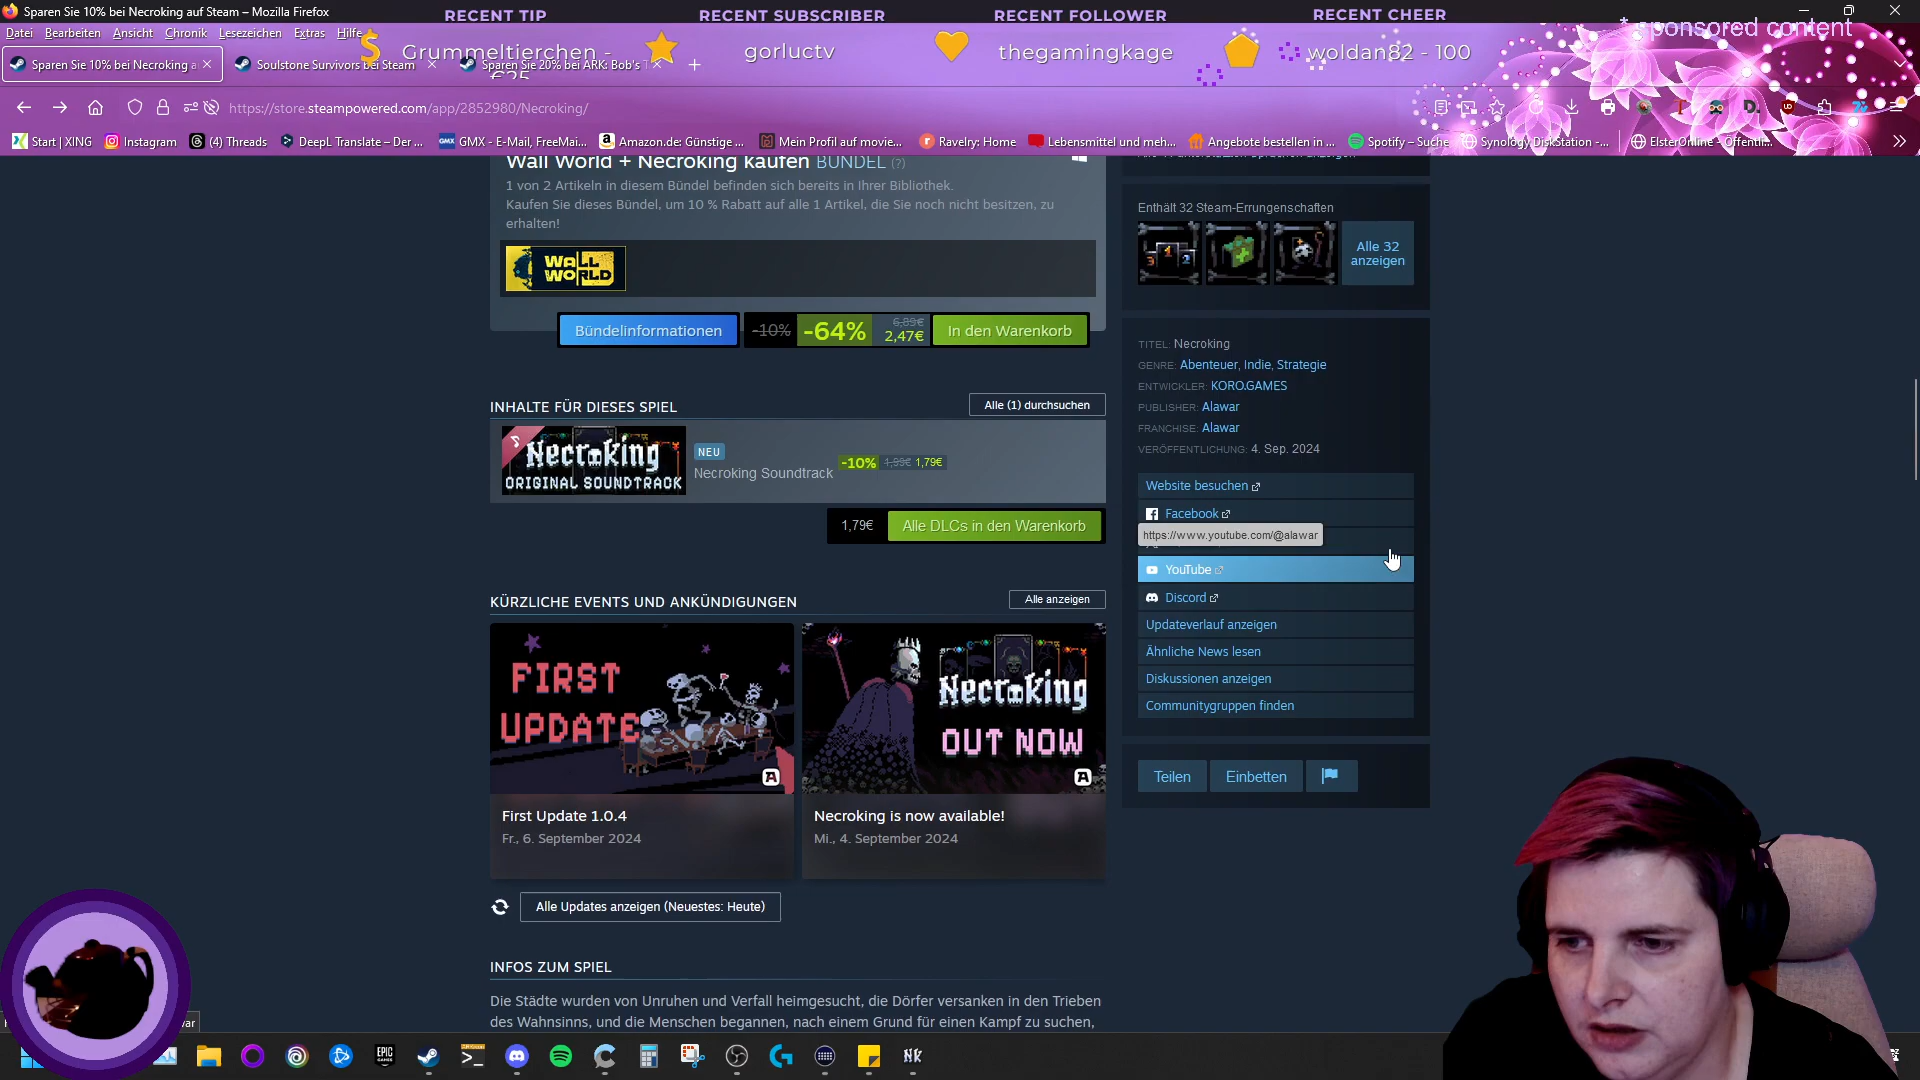 Sparen Sie 10% bei Necroking auf Steam – Mozilla Firefox
RECENT TIP
RECENT SUBSCRIBER
RECENT FOLLOWER
RECENT CHEER
* sponsored content
Datei Bearbeiten Ansicht Chronik Lesezeichen Extras Hilfe
Grummeltierchen - €25
gorluctv
thegamingkage
woldan82 - 100
Sparen Sie 10% bei Necroking a
Soulstone Survivors bei Steam
Sparen Sie 20% bei ARK: Bob's
https://store.steampowered.com/app/2852980/Necroking/
Start | XING
Instagram
(4) Threads
DeepL Translate – Der ...
GMX - E-Mail, FreeMai...
Amazon.de: Günstige ...
Mein Profil auf movie...
Ravelry: Home
Lebensmittel und meh...
Angebote bestellen in ...
Spotify – Suche
Synology DiskStation -...
ElsterOnline - Öffentli...
Wall World + Necroking kaufen BÜNDEL (?)
1 von 2 Artikeln in diesem Bündel befinden sich bereits in Ihrer Bibliothek.
Kaufen Sie dieses Bündel, um 10 % Rabatt auf alle 1 Artikel, die Sie noch nicht besitzen, zu
erhalten!
WALL
WORLD
Bündelinformationen
-10%
-64%
6,89€
2,47€
In den Warenkorb
INHALTE FÜR DIESES SPIEL
Alle (1) durchsuchen
Necroking
ORIGINAL SOUNDTRACK
NEU
Necroking Soundtrack
-10% 1,99€ 1,79€
1,79€
Alle DLCs in den Warenkorb
KÜRZLICHE EVENTS UND ANKÜNDIGUNGEN
Alle anzeigen
FIRST
UPDATE
Necroking
OUT NOW
First Update 1.0.4
Fr., 6. September 2024
Necroking is now available!
Mi., 4. September 2024
Alle Updates anzeigen (Neuestes: Heute)
INFOS ZUM SPIEL
Die Städte wurden von Unruhen und Verfall heimgesucht, die Dörfer versanken in den Trieben
des Wahnsinns, und die Menschen begannen, nach einem Grund für einen Kampf zu suchen,
Enthält 32 Steam-Errungenschaften
Alle 32
anzeigen
TITEL: Necroking
GENRE: Abenteuer, Indie, Strategie
ENTWICKLER: KORO.GAMES
PUBLISHER: Alawar
FRANCHISE: Alawar
VERÖFFENTLICHUNG: 4. Sep. 2024
Website besuchen
Facebook
https://www.youtube.com/@alawar
YouTube
Discord
Updateverlauf anzeigen
Ähnliche News lesen
Diskussionen anzeigen
Communitygruppen finden
Teilen
Einbetten
EPIC
GAMES
NK